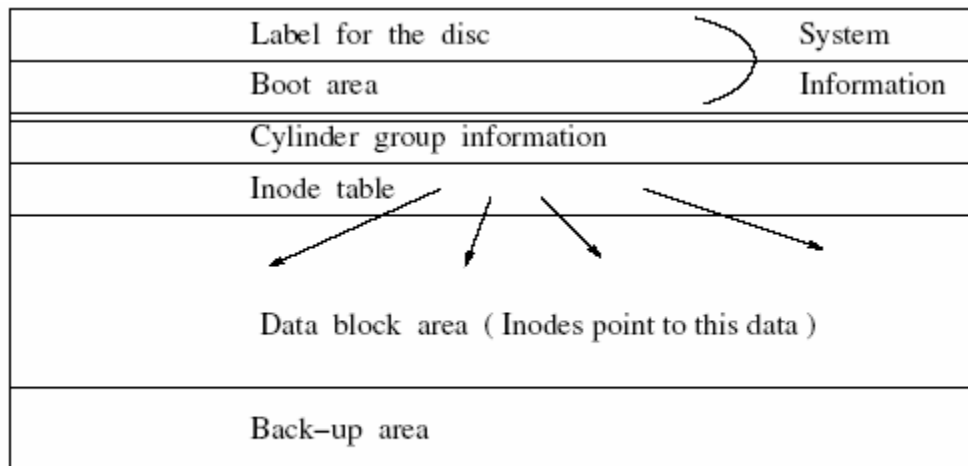 Label for the disc System
Boot area Information
Cylinder group information
Inode table
Data block area ( Inodes point to this data )
Back-up area